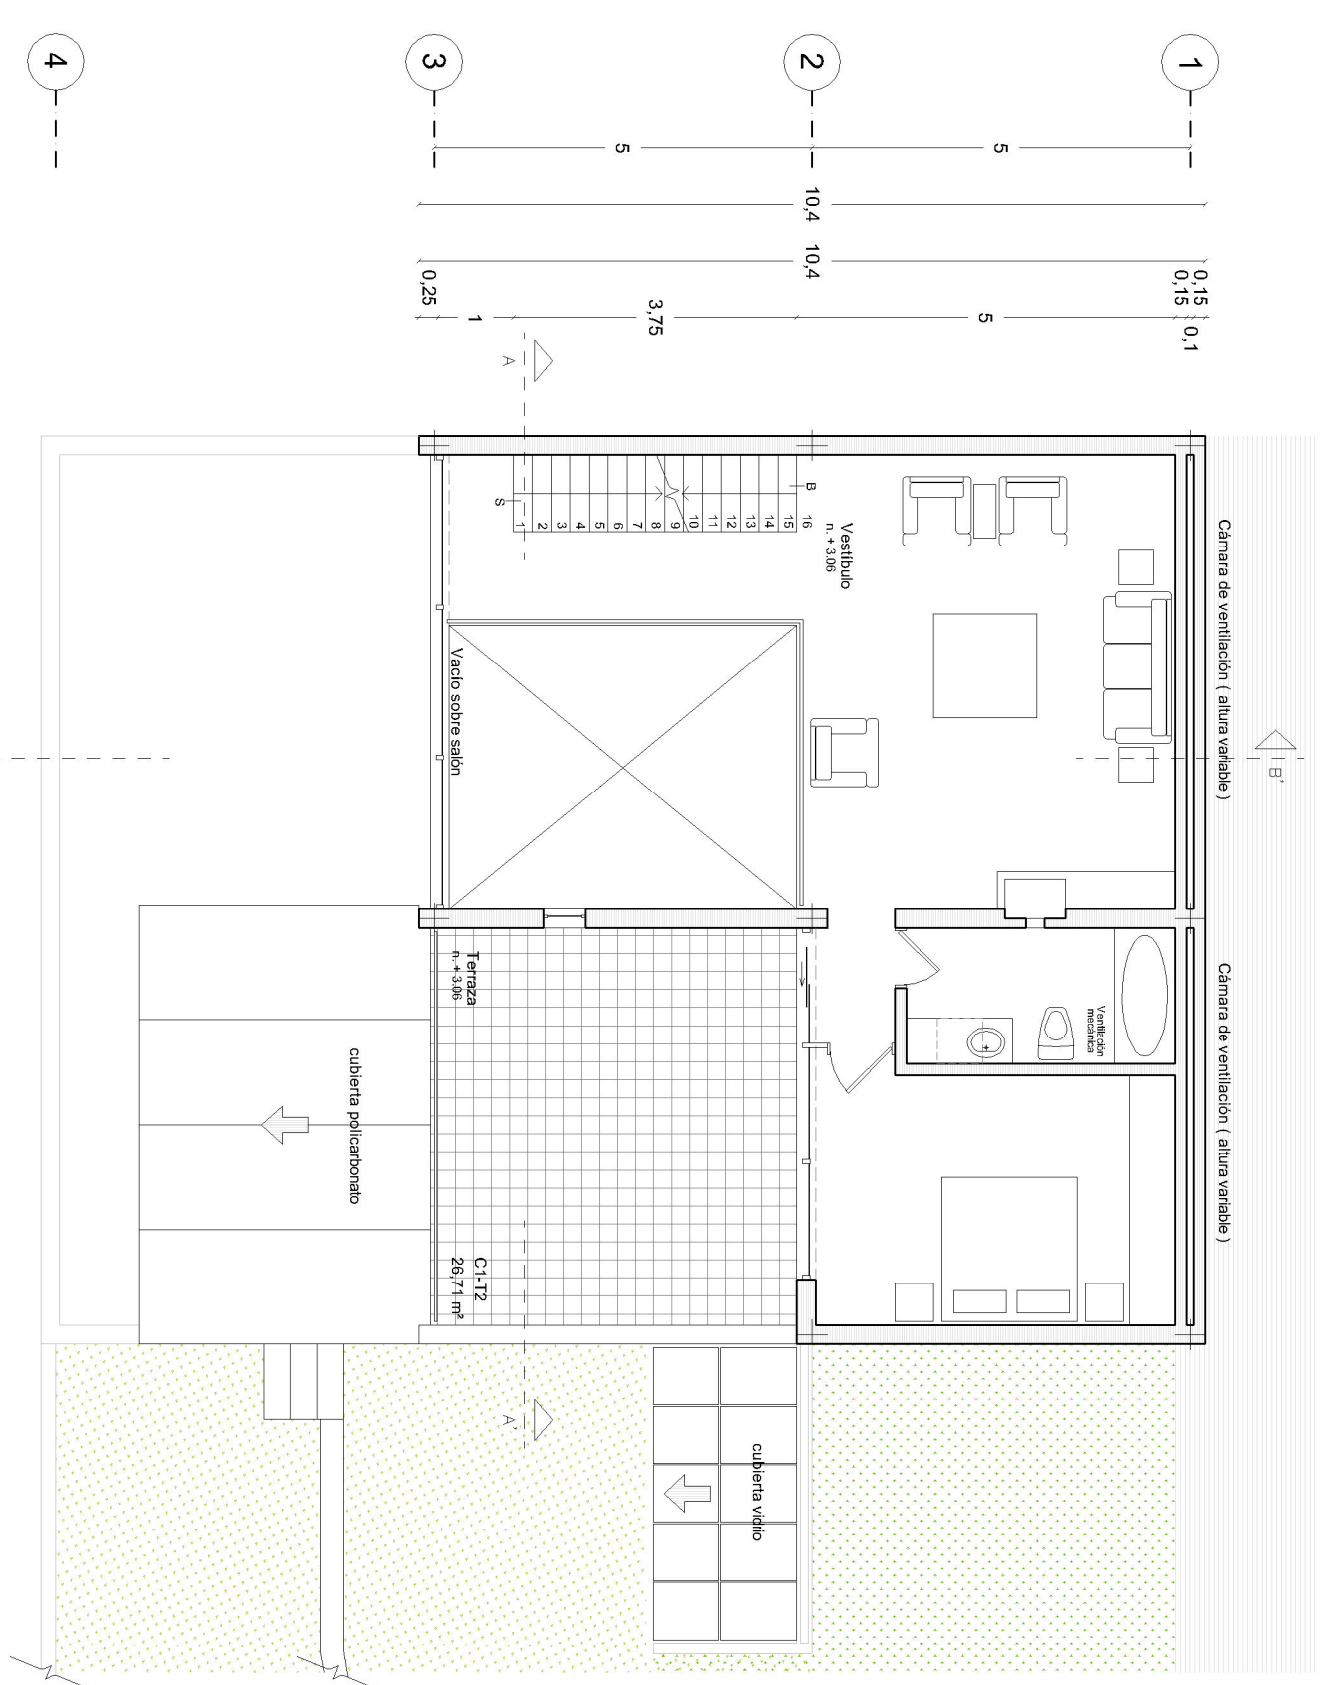 4
3
2
1
5
5
10,4
10,4
0,25
1
3,75
5
0,15
0,15
0,1
A
B
S
1
2
3
4
5
6
7
8
9
10
11
12
13
14
15
16
Vestíbulo
n. + 3.06
Cámara de ventilación ( altura variable )
B'
Vacío sobre salón
Terraza
n. + 3.06
Ventilación
mecánica
Cámara de ventilación ( altura variable )
cubierta policarbonato
C1-T2
26,71 m²
A'
cubierta vidrio